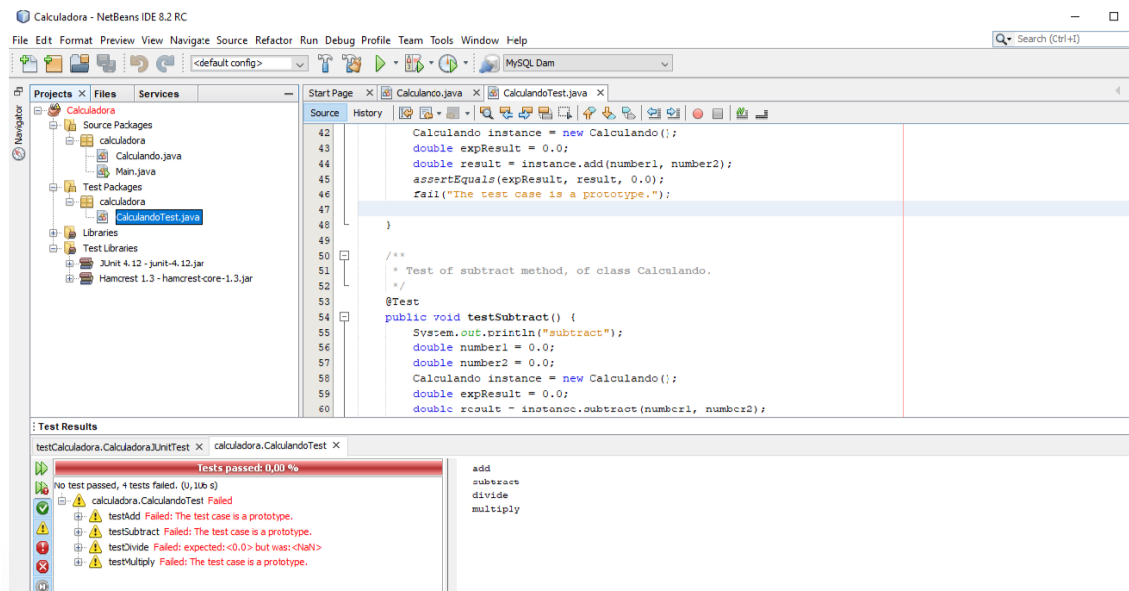 Calculadora - NetBeans IDE 8.2 RC
File Edit Format Preview View Navigate Source Refactor Run Debug Profile Team Tools Window Help
Search (Ctrl+I)
<default config>
MySQL Dam
Projects Files Services
Start Page Calculanco.java CalculandoTest.java
Navigator
Source History
Calculadora
Source Packages
calculadora
Calculando.java
Main.java
Test Packages
calculadora
CalculandoTest.java
Libraries
Test Libraries
JUnit 4.12 - junit-4.12.jar
Hamcrest 1.3 - hamcrest-core-1.3.jar
42 Calculando instance = new Calculando();
43 double expResult = 0.0;
44 double result = instance.add(number1, number2);
45 assertEquals(expResult, result, 0.0);
46 fail("The test case is a prototype.");
47
48 }
49
50 /**
51 * Test of subtract method, of class Calculando.
52 */
53 @Test
54 public void testSubtract() {
55 System.out.println("subtract");
56 double number1 = 0.0;
57 double number2 = 0.0;
58 Calculando instance = new Calculando();
59 double expResult = 0.0;
60 double result = instance.subtract(number1, number2);
Test Results
testCalculadora.CalculadoraJUnitTest calculadora.CalculandoTest
Tests passed: 0,00 %
No test passed, 4 tests failed. (0,106 s)
calculadora.CalculandoTest Failed
testAdd Failed: The test case is a prototype.
testSubtract Failed: The test case is a prototype.
testDivide Failed: expected:<0.0> but was:<NaN>
testMultiply Failed: The test case is a prototype.
add
subtract
divide
multiply